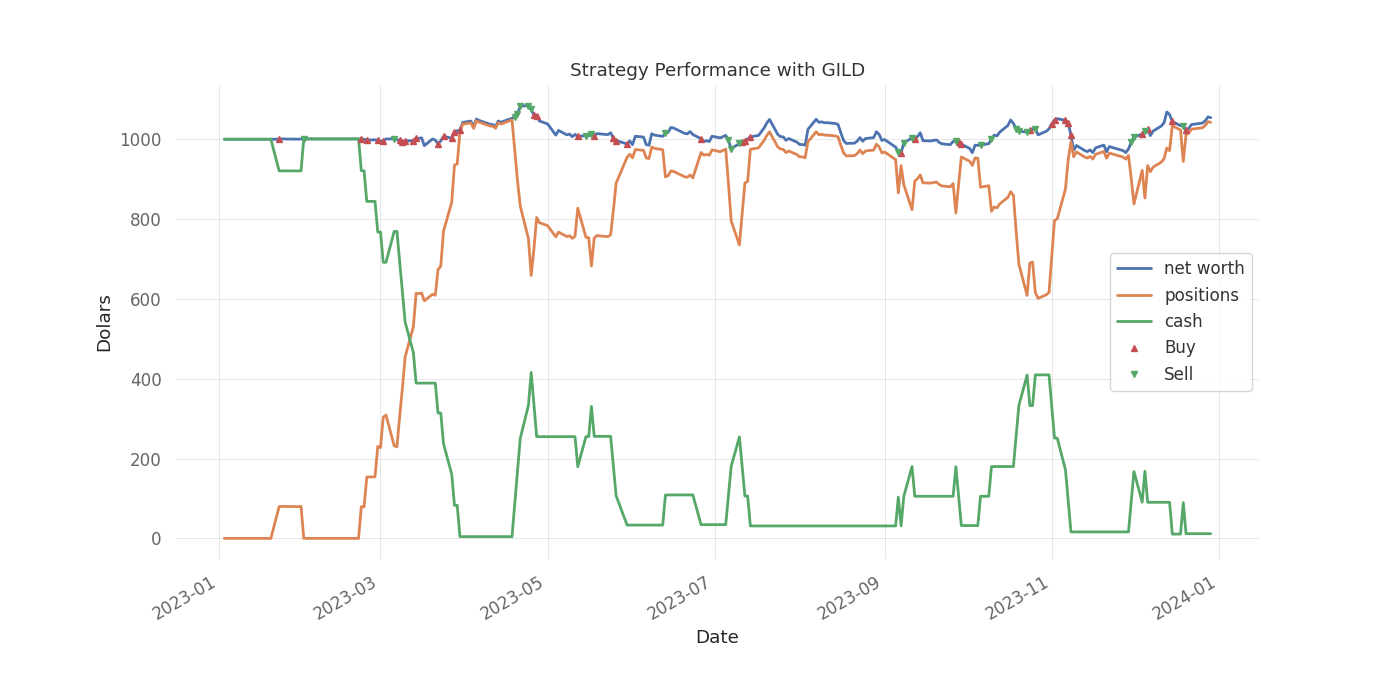 Strategy Performance with GILD
Dolars
1000
800
600
400
200
0
net worth
positions
cash
Buy
Sell
2023-01
2023-03
2023-05
2023-07
2023-09
2023-11
2024-01
Date